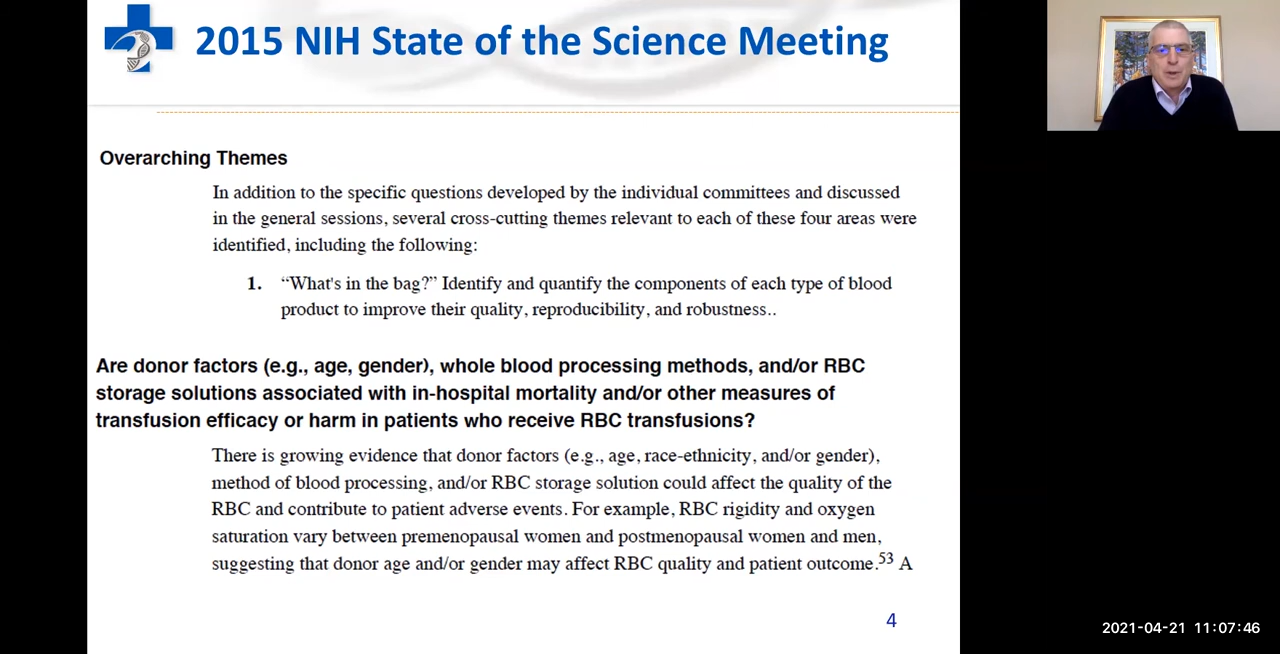 2015 NIH State of the Science Meeting
Overarching Themes
In addition to the specific questions developed by the individual committees and discussed
in the general sessions, several cross-cutting themes relevant to each of these four areas were
identified, including the following:
1. “What's in the bag?” Identify and quantify the components of each type of blood
product to improve their quality, reproducibility, and robustness..
Are donor factors (e.g., age, gender), whole blood processing methods, and/or RBC
storage solutions associated with in-hospital mortality and/or other measures of
transfusion efficacy or harm in patients who receive RBC transfusions?
There is growing evidence that donor factors (e.g., age, race-ethnicity, and/or gender),
method of blood processing, and/or RBC storage solution could affect the quality of the
RBC and contribute to patient adverse events. For example, RBC rigidity and oxygen
saturation vary between premenopausal women and postmenopausal women and men,
suggesting that donor age and/or gender may affect RBC quality and patient outcome.53 A
4
2021-04-21 11:07:46